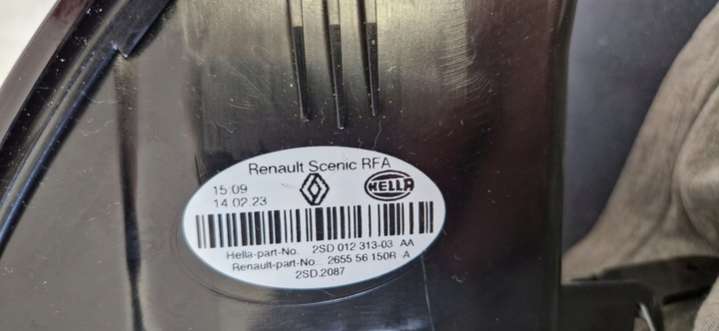 Renault Scenic RFA
15:09
14.02.23
HELLA
Hella-part-No. 2SD 012 313-03 AA
Renault-part-No. 2655 56 150R A
2SD.2087